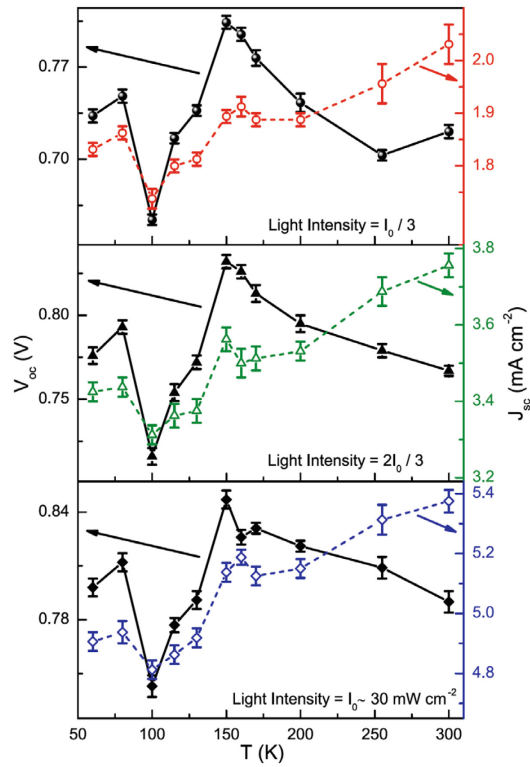 0.77
0.70
2.0
1.9
1.8
Light Intensity = I₀ / 3
0.80
0.75
3.8
3.6
3.4
3.2
Light Intensity = 2I₀ / 3
V_oc (V)
J_sc (mA cm⁻²)
0.84
0.78
5.4
5.2
5.0
4.8
Light Intensity = I₀~ 30 mW cm⁻²
50 100 150 200 250 300
T (K)